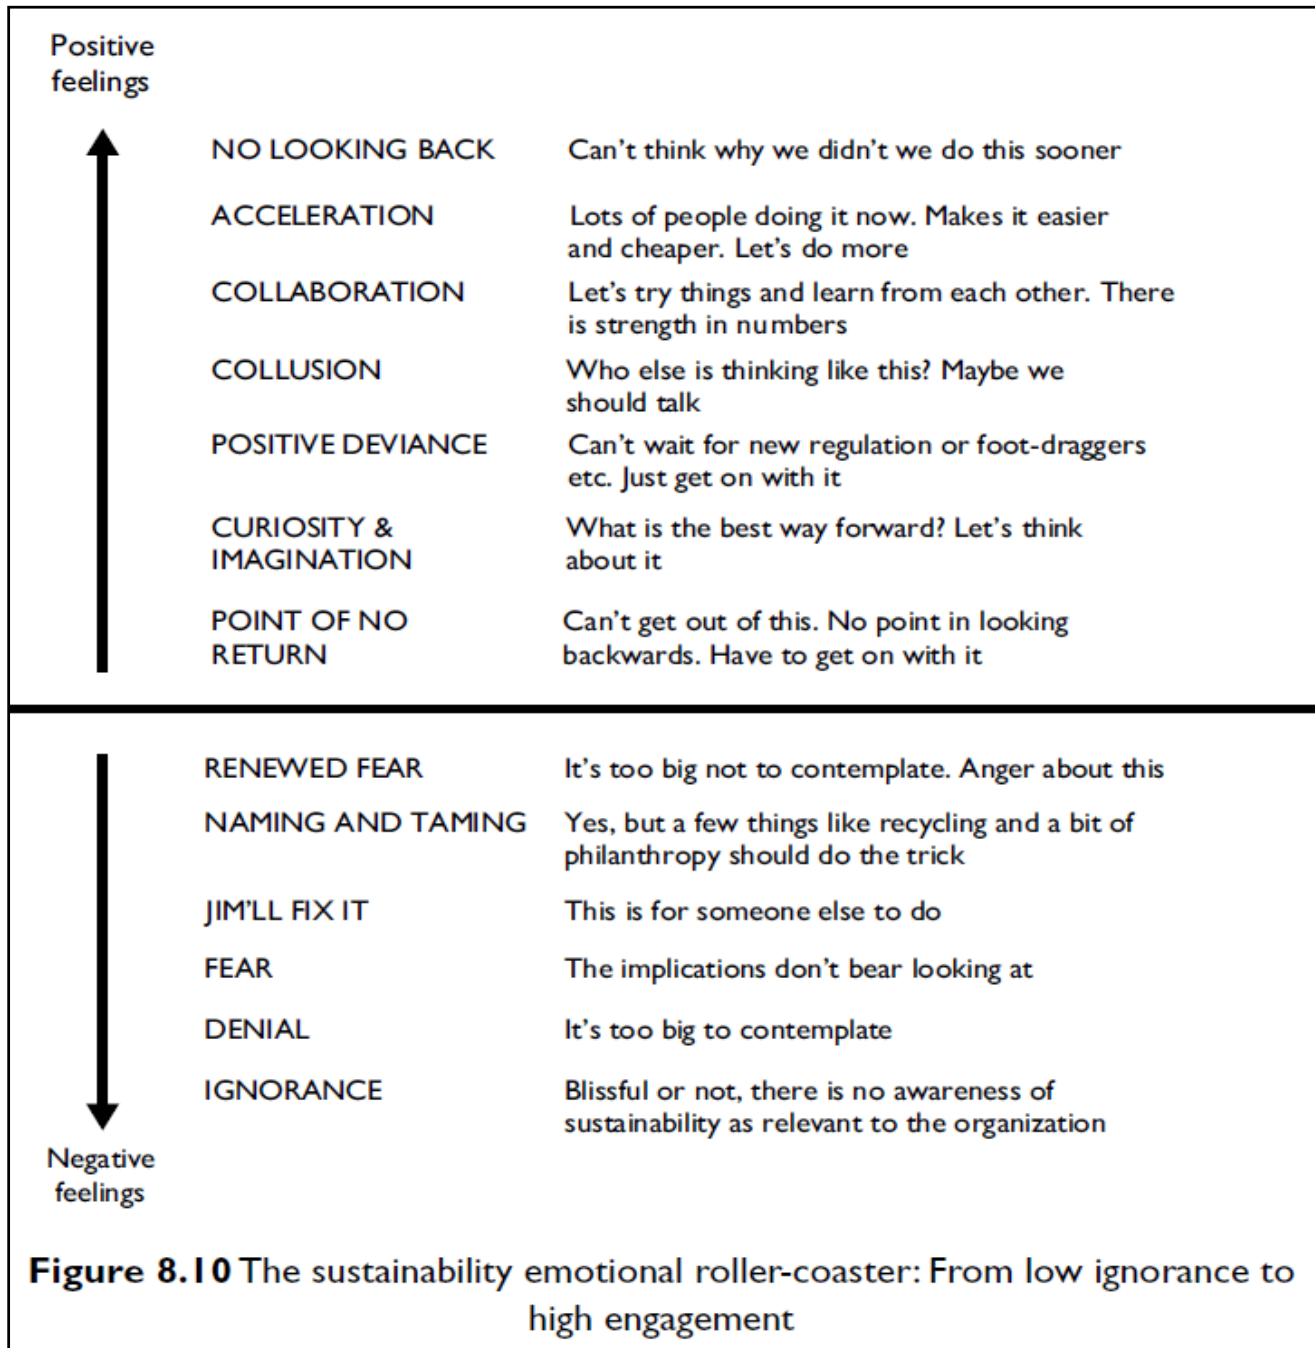 Positive
feelings
NO LOOKING BACK Can't think why we didn't we do this sooner
ACCELERATION Lots of people doing it now. Makes it easier
and cheaper. Let's do more
COLLABORATION Let's try things and learn from each other. There
is strength in numbers
COLLUSION Who else is thinking like this? Maybe we
should talk
POSITIVE DEVIANCE Can't wait for new regulation or foot-draggers
etc. Just get on with it
CURIOSITY & What is the best way forward? Let's think
IMAGINATION about it
POINT OF NO Can't get out of this. No point in looking
RETURN backwards. Have to get on with it
RENEWED FEAR It's too big not to contemplate. Anger about this
NAMING AND TAMING Yes, but a few things like recycling and a bit of
philanthropy should do the trick
JIM'LL FIX IT This is for someone else to do
FEAR The implications don't bear looking at
DENIAL It's too big to contemplate
IGNORANCE Blissful or not, there is no awareness of
sustainability as relevant to the organization
Negative
feelings
Figure 8.10 The sustainability emotional roller-coaster: From low ignorance to
high engagement